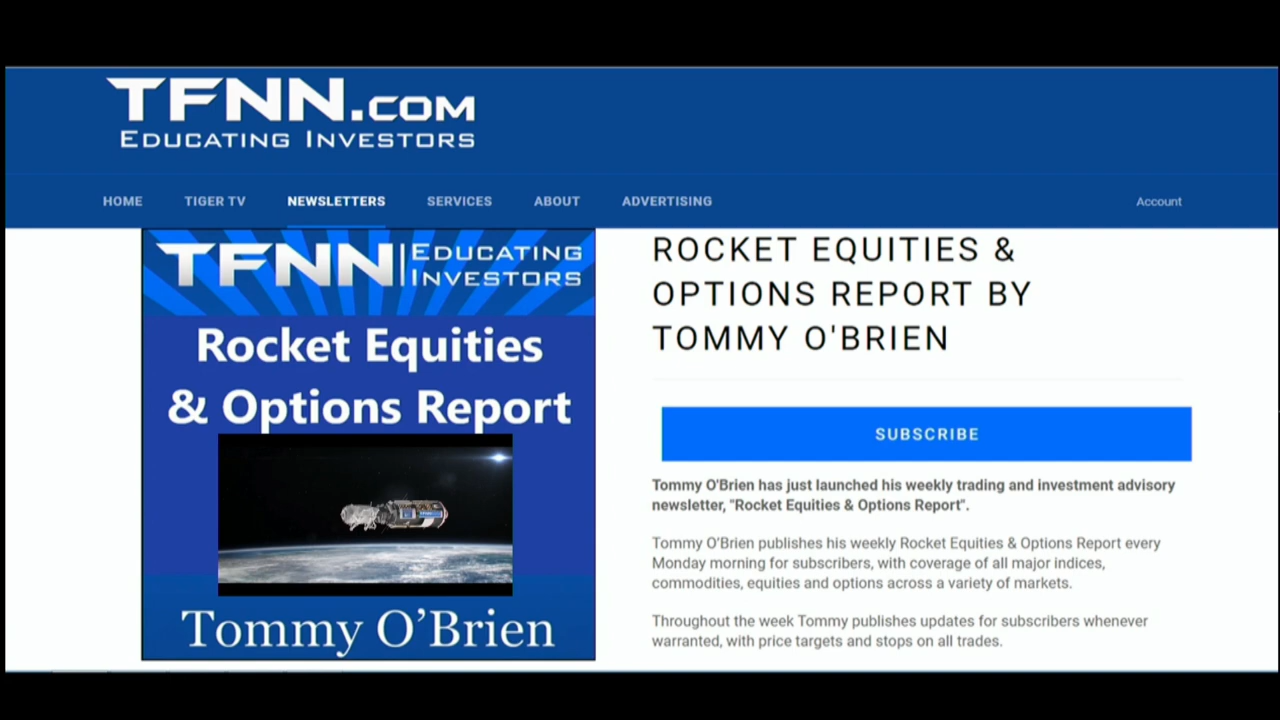 TFNN.COM
EDUCATING INVESTORS
HOME TIGER TV NEWSLETTERS SERVICES ABOUT ADVERTISING Account
TFNN | EDUCATING
INVESTORS
Rocket Equities
& Options Report
Tommy O’Brien
ROCKET EQUITIES &
OPTIONS REPORT BY
TOMMY O'BRIEN
SUBSCRIBE
Tommy O'Brien has just launched his weekly trading and investment advisory
newsletter, "Rocket Equities & Options Report".
Tommy O'Brien publishes his weekly Rocket Equities & Options Report every
Monday morning for subscribers, with coverage of all major indices,
commodities, equities and options across a variety of markets.
Throughout the week Tommy publishes updates for subscribers whenever
warranted, with price targets and stops on all trades.